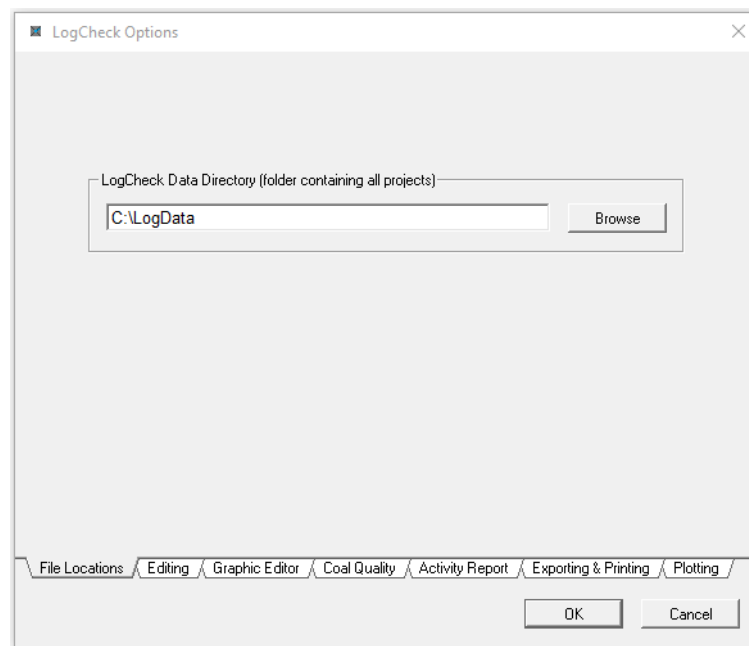 LogCheck Options
LogCheck Data Directory (folder containing all projects)
C:\LogData
Browse
File Locations
Editing
Graphic Editor
Coal Quality
Activity Report
Exporting & Printing
Plotting
OK
Cancel